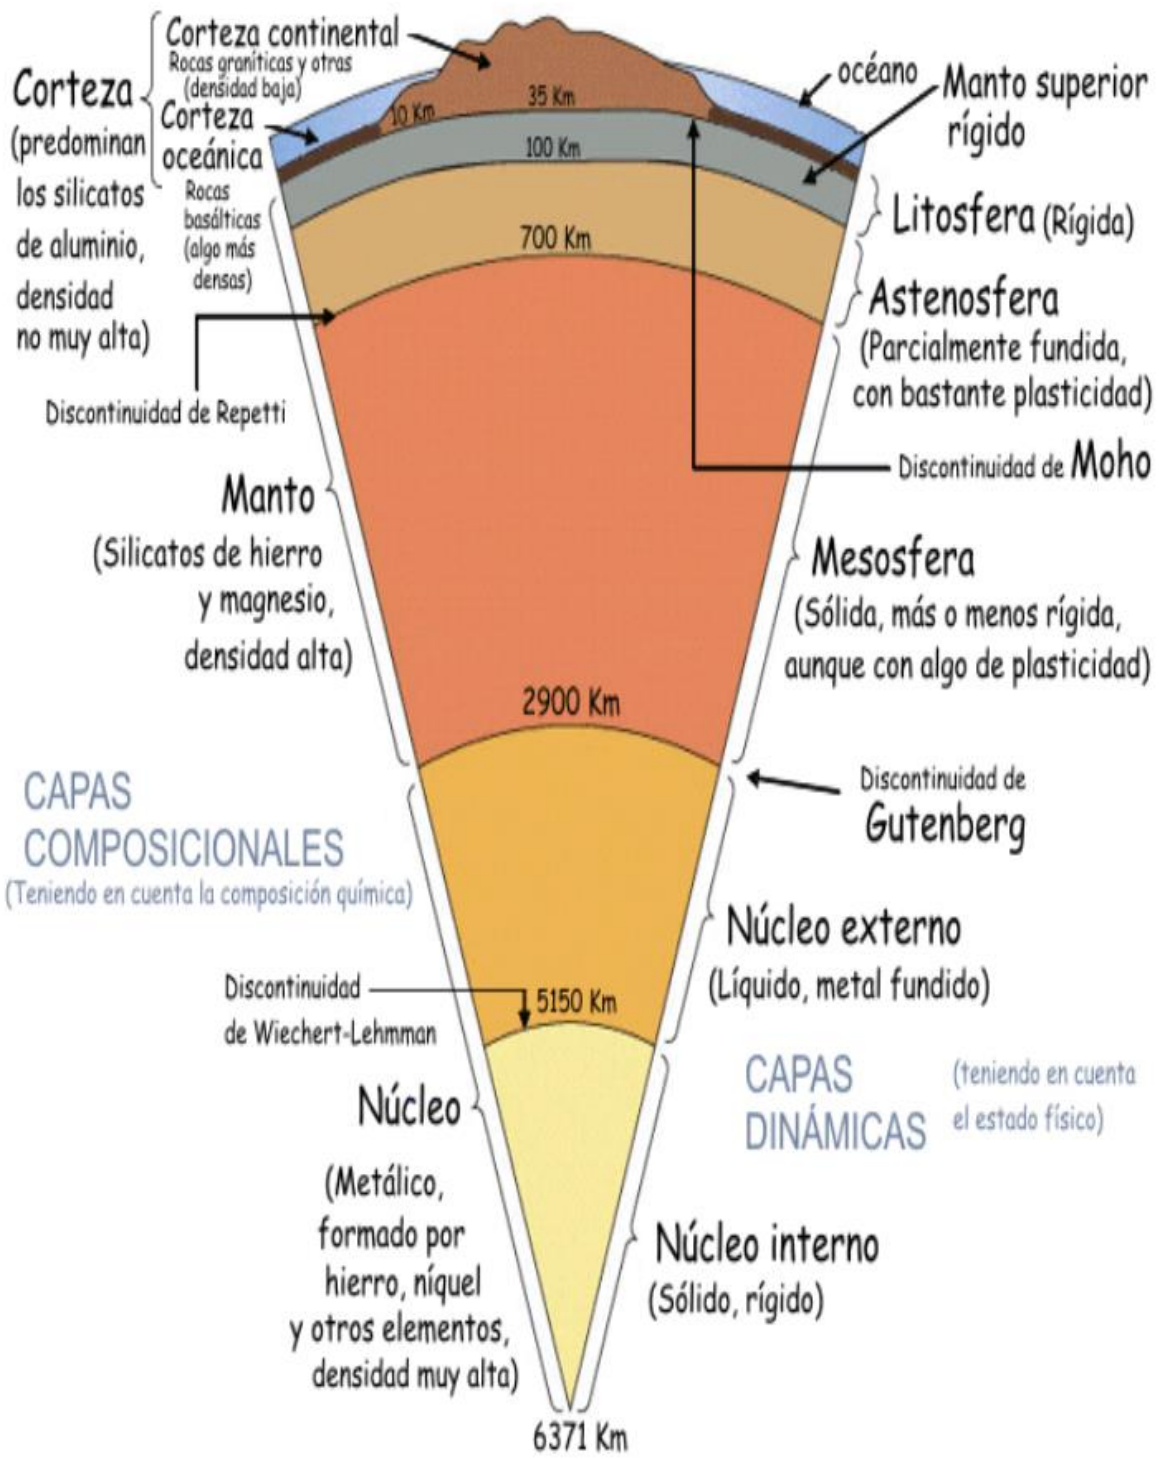 Corteza continental
Rocas graníticas y otras
(densidad baja)
Corteza
(predominan
los silicatos
de aluminio,
densidad
no muy alta)
Corteza
oceánica
Rocas
basálticas
(algo más
densas)
10 Km
35 Km
100 Km
700 Km
océano
Manto superior
rígido
Litosfera (Rígida)
Astenosfera
(Parcialmente fundida,
con bastante plasticidad)
Discontinuidad de Repetti
Discontinuidad de Moho
Manto
(Silicatos de hierro
y magnesio,
densidad alta)
Mesosfera
(Sólida, más o menos rígida,
aunque con algo de plasticidad)
2900 Km
CAPAS
COMPOSICIONALES
(Teniendo en cuenta la composición química)
Discontinuidad de
Gutenberg
Núcleo externo
(Líquido, metal fundido)
Discontinuidad
de Wiechert-Lehmman
5150 Km
CAPAS
DINÁMICAS
(teniendo en cuenta
el estado físico)
Núcleo
(Metálico,
formado por
hierro, níquel
y otros elementos,
densidad muy alta)
Núcleo interno
(Sólido, rígido)
6371 Km